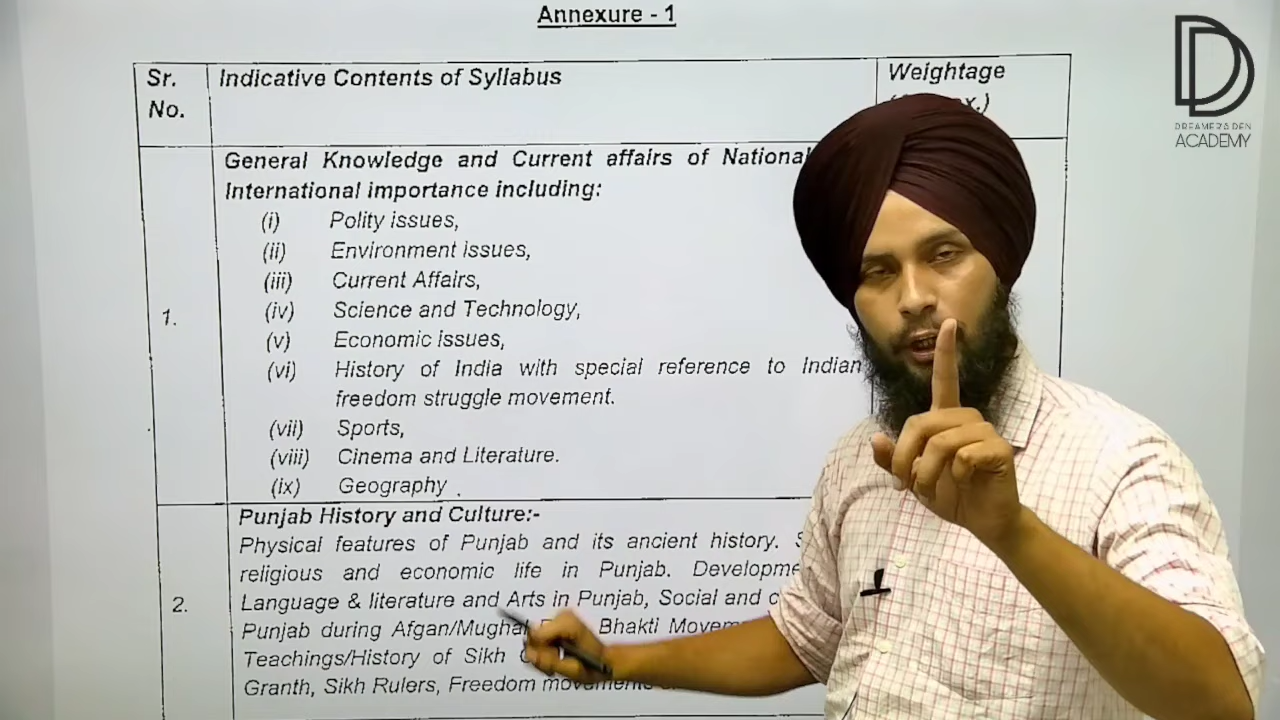 Annexure - 1
Sr.
No.
Indicative Contents of Syllabus
Weightage
1.
General Knowledge and Current affairs of National
International importance including:
(i) Polity issues,
(ii) Environment issues,
(iii) Current Affairs,
(iv) Science and Technology,
(v) Economic issues,
(vi) History of India with special reference to Indian
freedom struggle movement.
(vii) Sports,
(viii) Cinema and Literature.
(ix) Geography .
2.
Punjab History and Culture:-
Physical features of Punjab and its ancient history.
religious and economic life in Punjab.
Language & literature and Arts in Punjab, Social and
Punjab during Afgan/Mughal Bhakti
Teachings/History of Sikh
Granth, Sikh Rulers, Freedom
DREAMERS DEN
ACADEMY